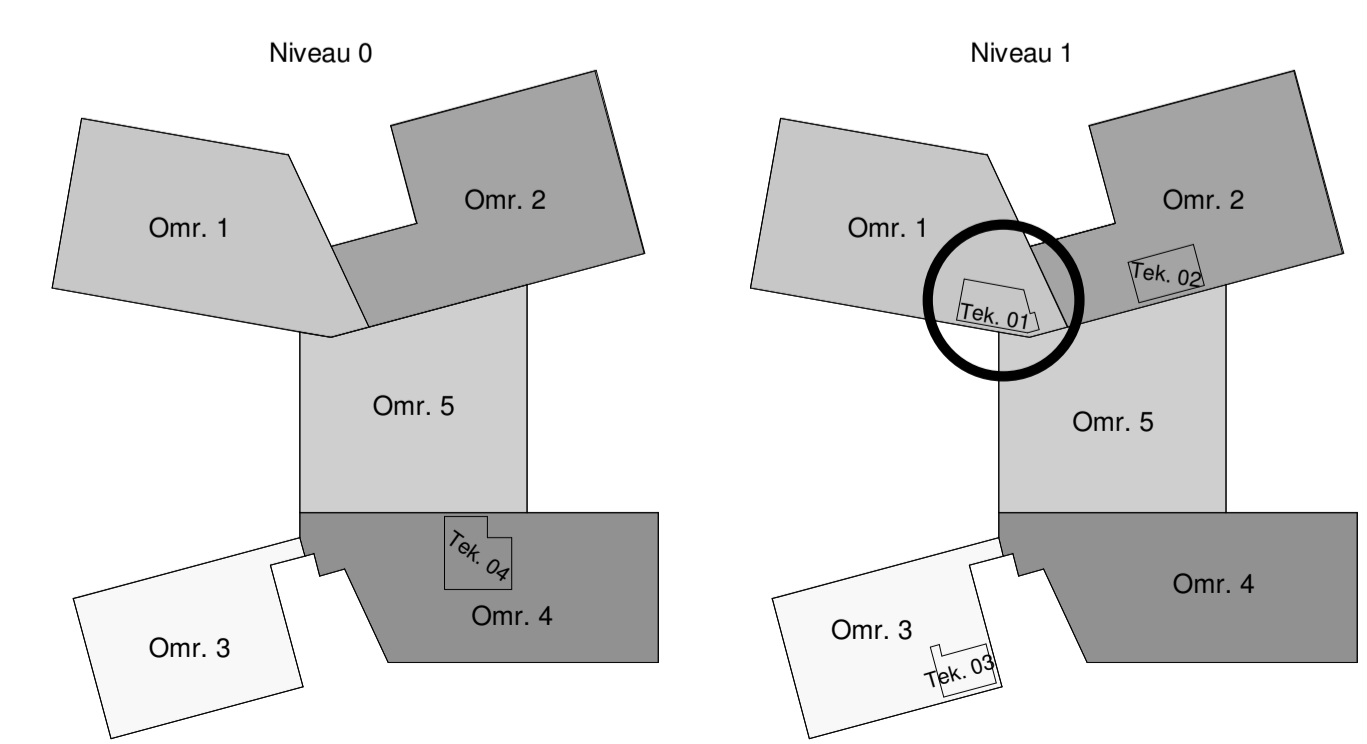 Niveau 0
Omr. 1
Omr. 2
Omr. 5
Tek. 04
Omr. 4
Omr. 3
Niveau 1
Omr. 1
Omr. 2
Tek. 02
Tek. 01
Omr. 5
Omr. 4
Omr. 3
Tek. 03